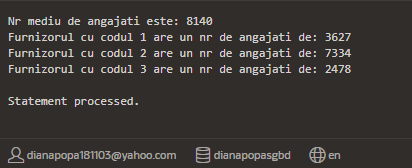 Nr mediu de angajati este: 8140
Furnizorul cu codul 1 are un nr de angajati de: 3627
Furnizorul cu codul 2 are un nr de angajati de: 7334
Furnizorul cu codul 3 are un nr de angajati de: 2478
Statement processed.
dianapopa181103@yahoo.com dianapopasgbd en